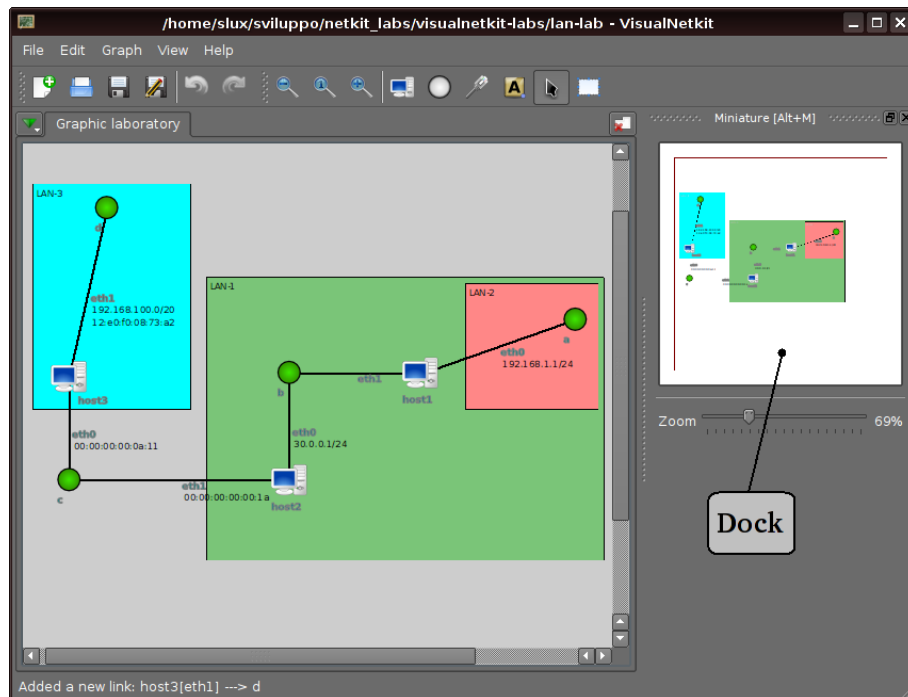 /home/slux/sviluppo/netkit_labs/visualnetkit-labs/lan-lab - VisualNetkit
File Edit Graph View Help
1
A
Graphic laboratory
Miniature [Alt+M]
LAN-3
d
eth1
192.168.100.0/20
12:e0:f0:08:73:a2
host3
eth0
00:00:00:00:0a:11
c
LAN-1
LAN-2
a
eth0
192.168.1.1/24
b
eth1
host1
eth0
30.0.0.1/24
eth1
00:00:00:00:00:1a
host2
Zoom 69%
Dock
Added a new link: host3[eth1] ---> d